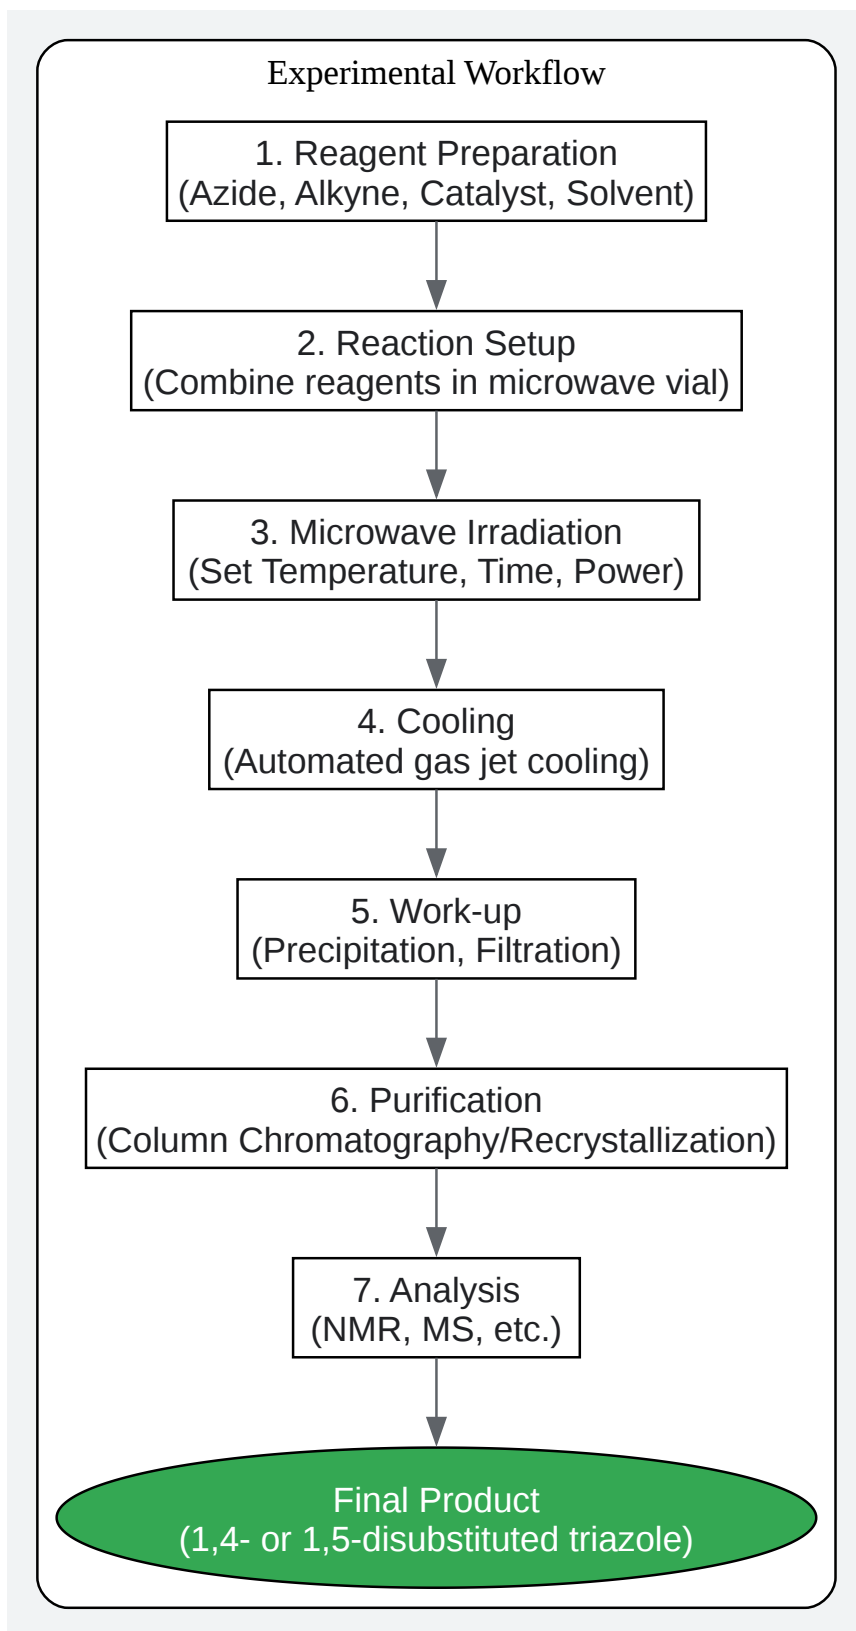 Experimental Workflow
1. Reagent Preparation
(Azide, Alkyne, Catalyst, Solvent)
2. Reaction Setup
(Combine reagents in microwave vial)
3. Microwave Irradiation
(Set Temperature, Time, Power)
4. Cooling
(Automated gas jet cooling)
5. Work-up
(Precipitation, Filtration)
6. Purification
(Column Chromatography/Recrystallization)
7. Analysis
(NMR, MS, etc.)
Final Product
(1,4- or 1,5-disubstituted triazole)